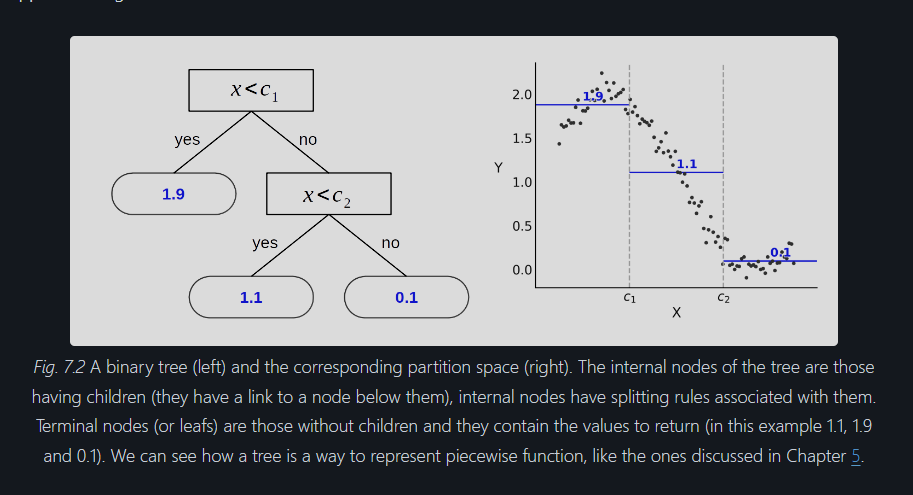 x<c1
yes
no
1.9
x<c2
yes
no
1.1
0.1
2.0
1.5
1.0
0.5
0.0
Y
1.9
1.1
0.1
c1
c2
X
Fig. 7.2 A binary tree (left) and the corresponding partition space (right). The internal nodes of the tree are those
having children (they have a link to a node below them), internal nodes have splitting rules associated with them.
Terminal nodes (or leafs) are those without children and they contain the values to return (in this example 1.1, 1.9
and 0.1). We can see how a tree is a way to represent piecewise function, like the ones discussed in Chapter 5.